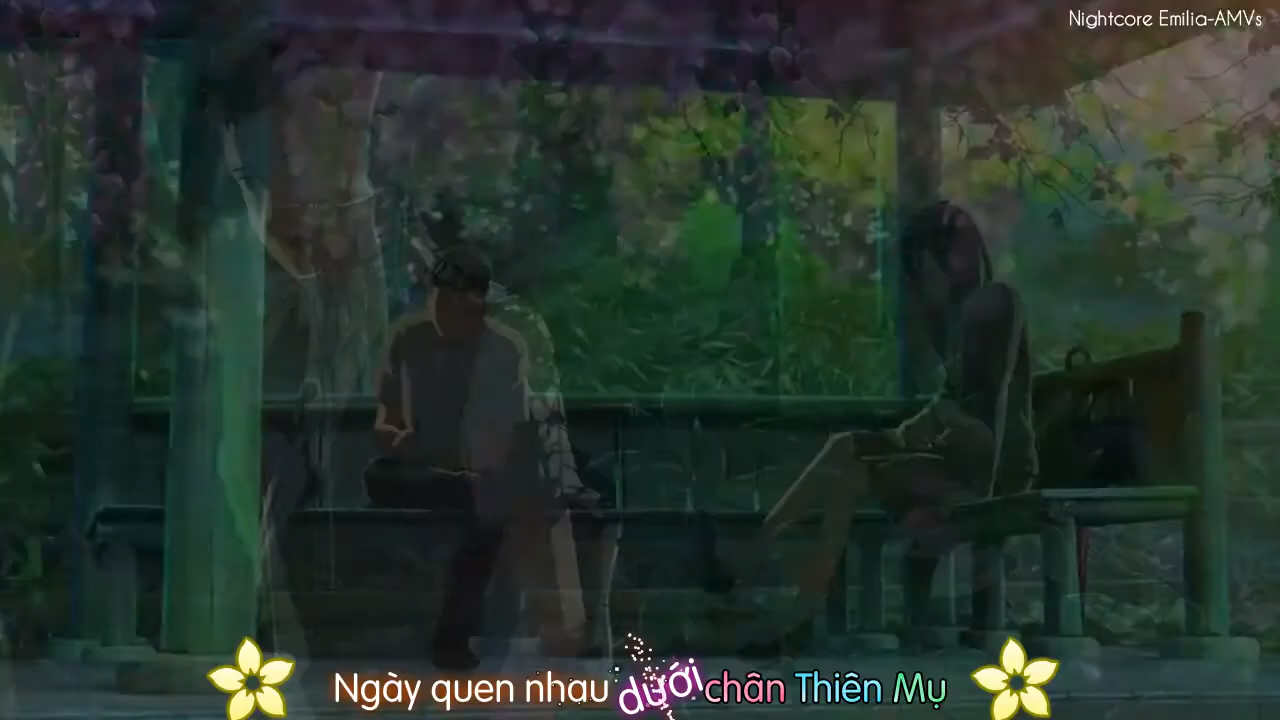 Nightcore Emilia-AMVs
Ngày quen nhau dưới chân Thiên Mụ